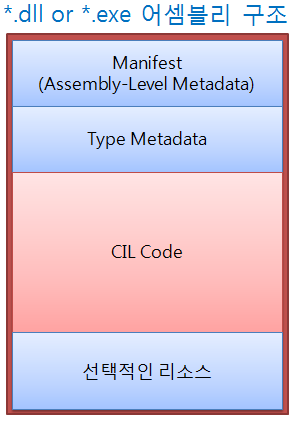 *.dll or *.exe 어셈블리 구조
Manifest
(Assembly-Level Metadata)
Type Metadata
CIL Code
선택적인 리소스